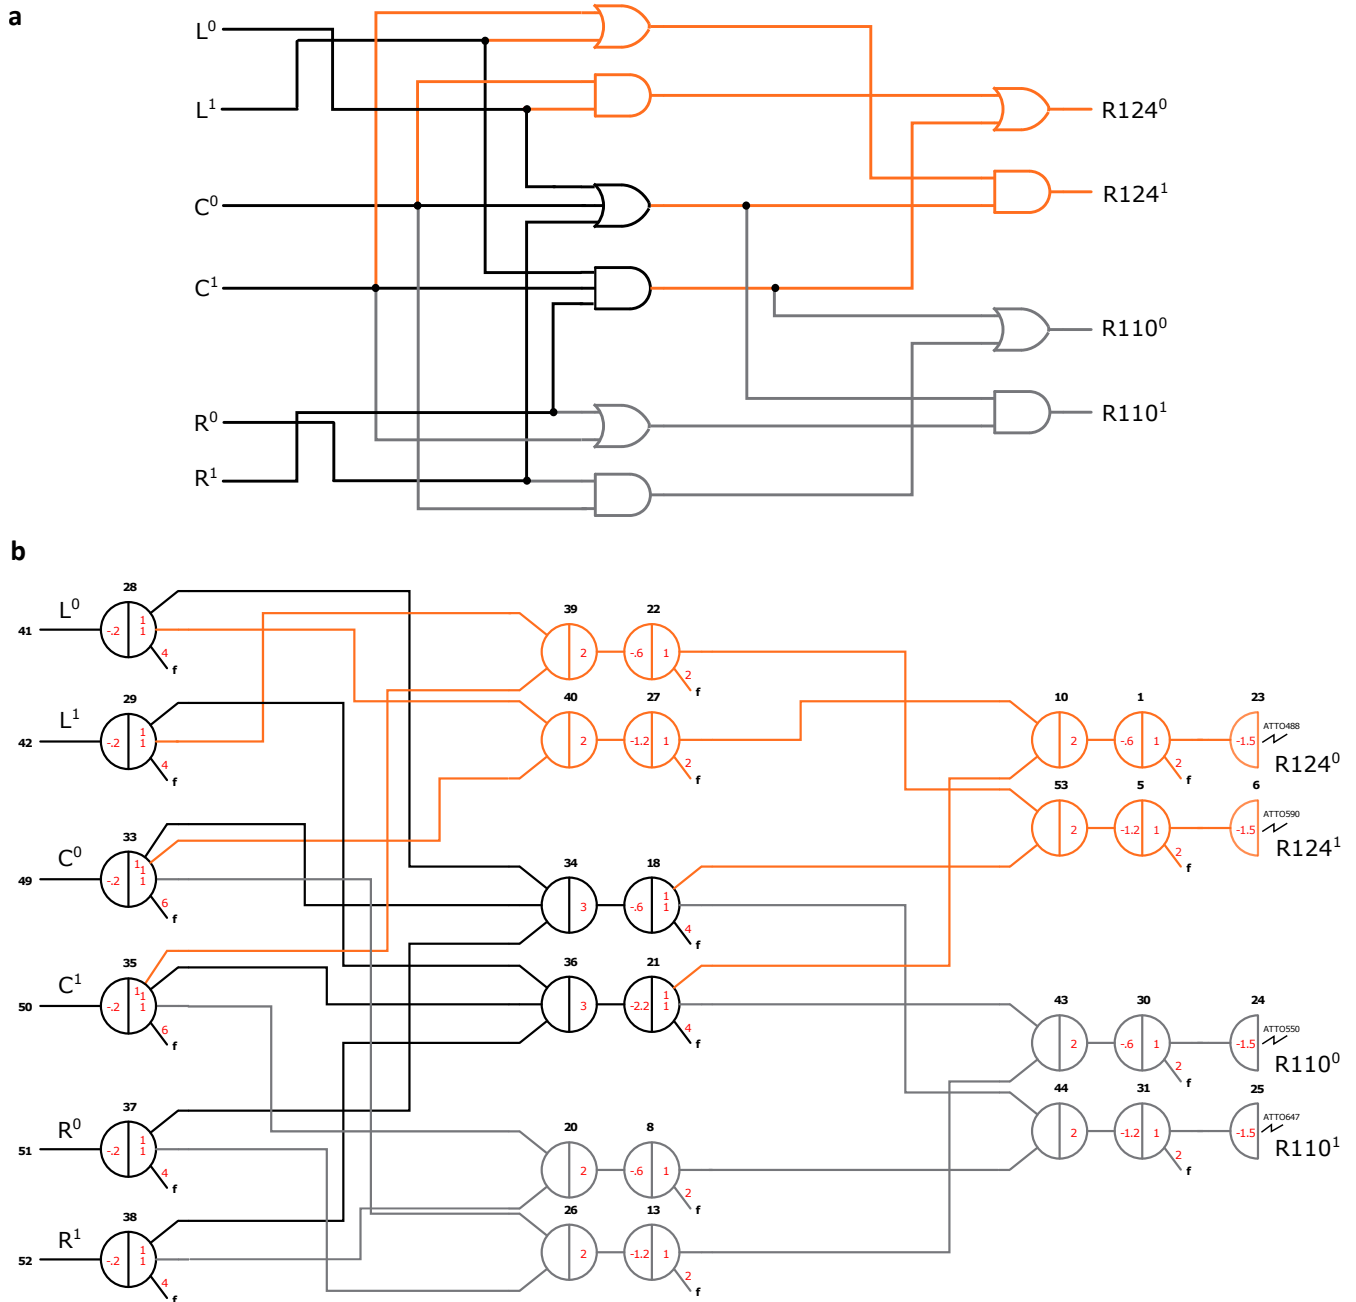 a
L⁰
L¹
C⁰
C¹
R⁰
R¹
R124⁰
R124¹
R110⁰
R110¹
b
41 L⁰ 28 -.2 1 1 4 f
42 L¹ 29 -.2 1 1 4 f
49 C⁰ 33 -.2 1 1 1 6 f
50 C¹ 35 -.2 1 1 1 6 f
51 R⁰ 37 -.2 1 1 4 f
52 R¹ 38 -.2 1 1 4 f
39 2 22 -.6 1 2 f
40 2 27 -1.2 1 2 f
34 3 18 -.6 1 1 4 f
36 3 21 -2.2 1 1 4 f
20 2 8 -.6 1 2 f
26 2 13 -1.2 1 2 f
10 2 1 -.6 1 2 f 23 -1.5 ATTO488 R124⁰
53 2 5 -1.2 1 2 f 6 -1.5 ATTO590 R124¹
43 2 30 -.6 1 2 f 24 -1.5 ATTO550 R110⁰
44 2 31 -1.2 1 2 f 25 -1.5 ATTO647 R110¹